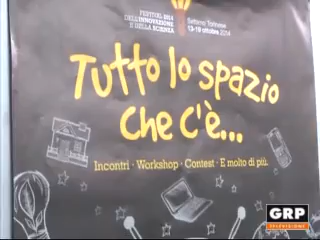 FESTIVAL 2014
DELL'INNOVAZIONE
E DELLA SCIENZA
Settimo Torinese
13-19 ottobre 2014
Tutto lo spazio
che c'è...
Incontri · Workshop · Contest · E molto di più.
GRP
TELEVISIONE